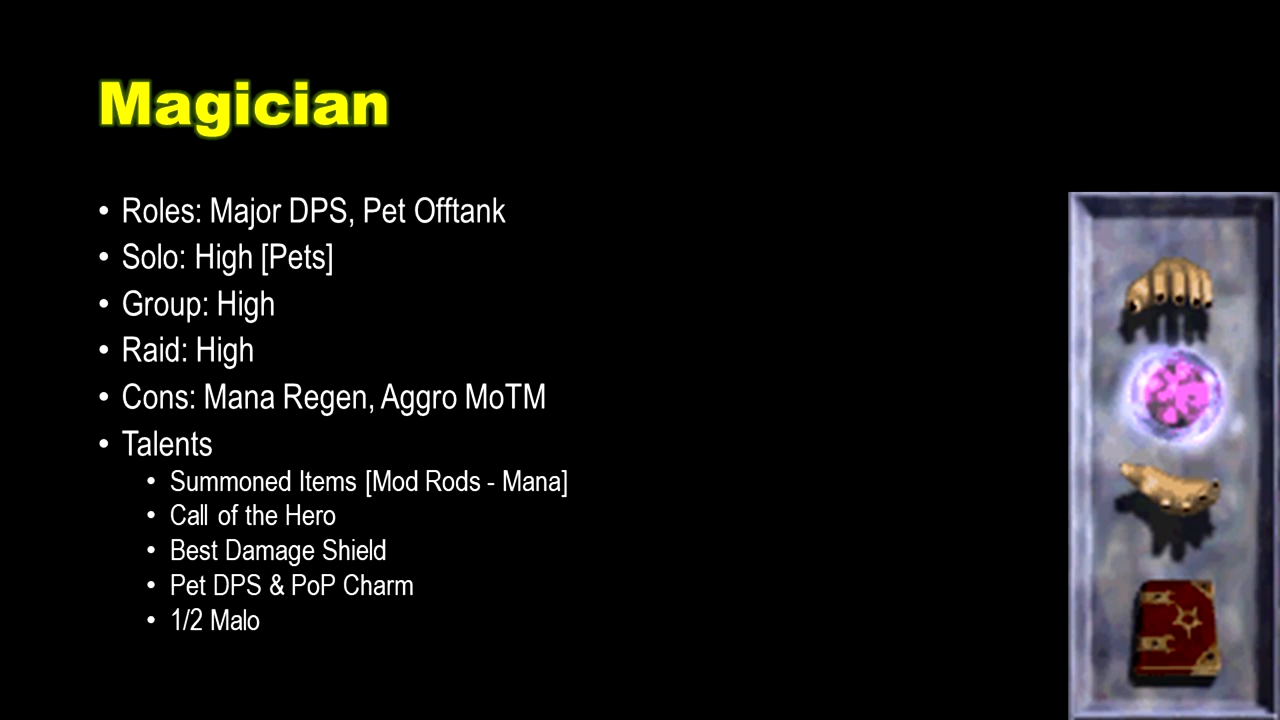 Magician
• Roles: Major DPS, Pet Offtank
• Solo: High [Pets]
• Group: High
• Raid: High
• Cons: Mana Regen, Aggro MoTM
• Talents
• Summoned Items [Mod Rods - Mana]
• Call of the Hero
• Best Damage Shield
• Pet DPS & PoP Charm
• 1/2 Malo